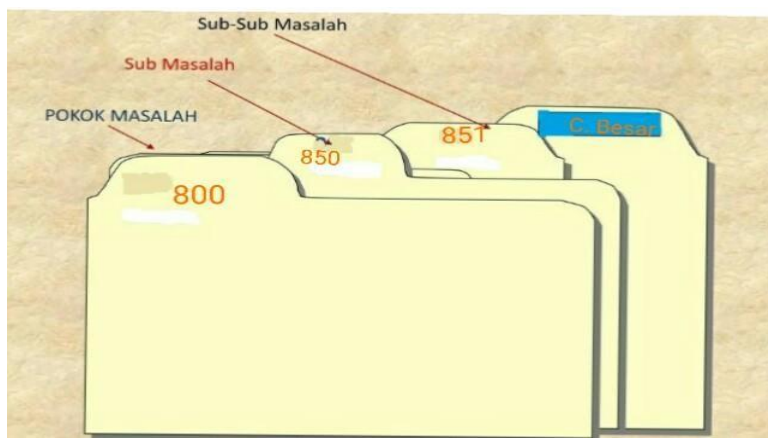 Sub-Sub Masalah
Sub Masalah
POKOK MASALAH
800
850
851
C. Besar